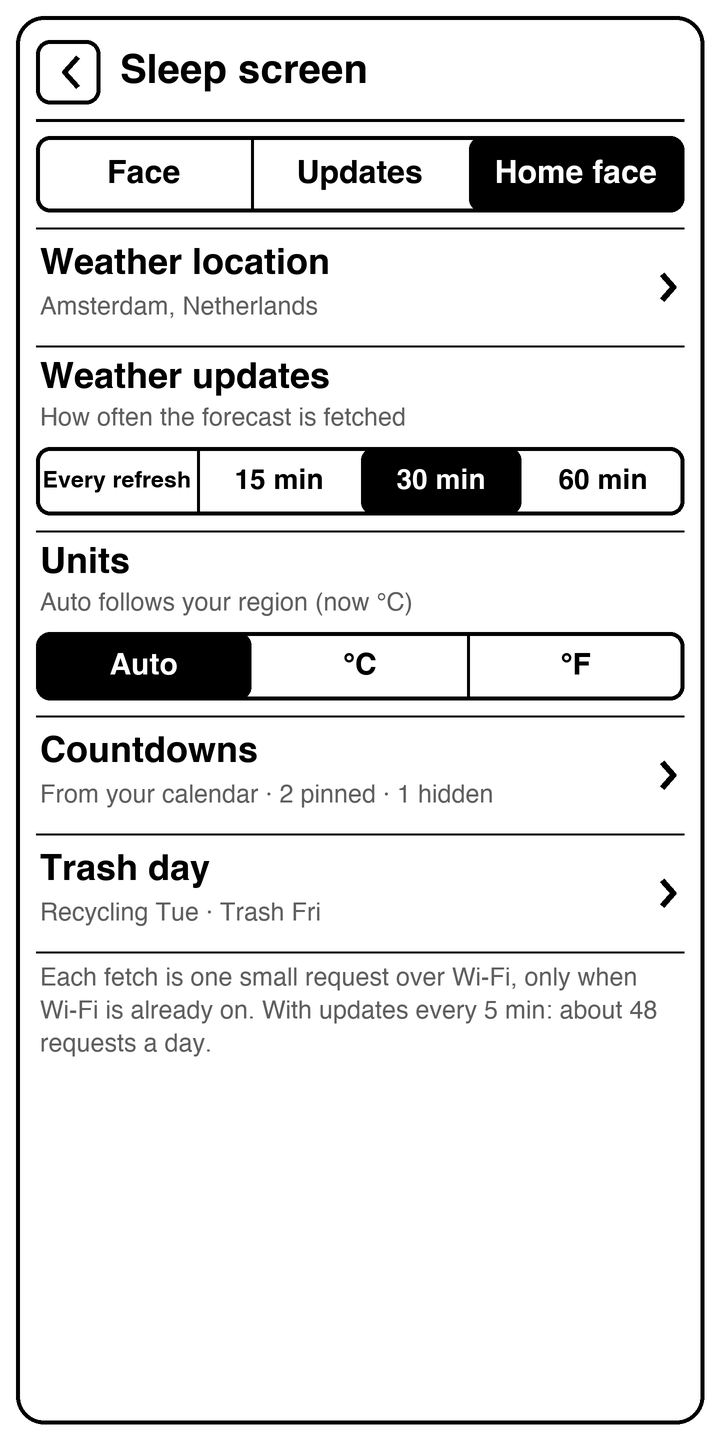 Sleep screen
Face
Updates
Home face
Weather location
Amsterdam, Netherlands
Weather updates
How often the forecast is fetched
Every refresh
15 min
30 min
60 min
Units
Auto follows your region (now °C)
Auto
°C
°F
Countdowns
From your calendar · 2 pinned · 1 hidden
Trash day
Recycling Tue · Trash Fri
Each fetch is one small request over Wi-Fi, only when
Wi-Fi is already on. With updates every 5 min: about 48
requests a day.